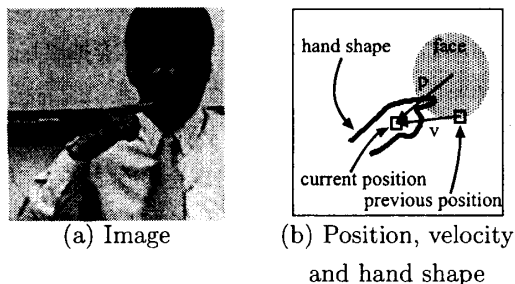 face
hand shape
P
v
current position
previous position
(a) Image
(b) Position, velocity
and hand shape